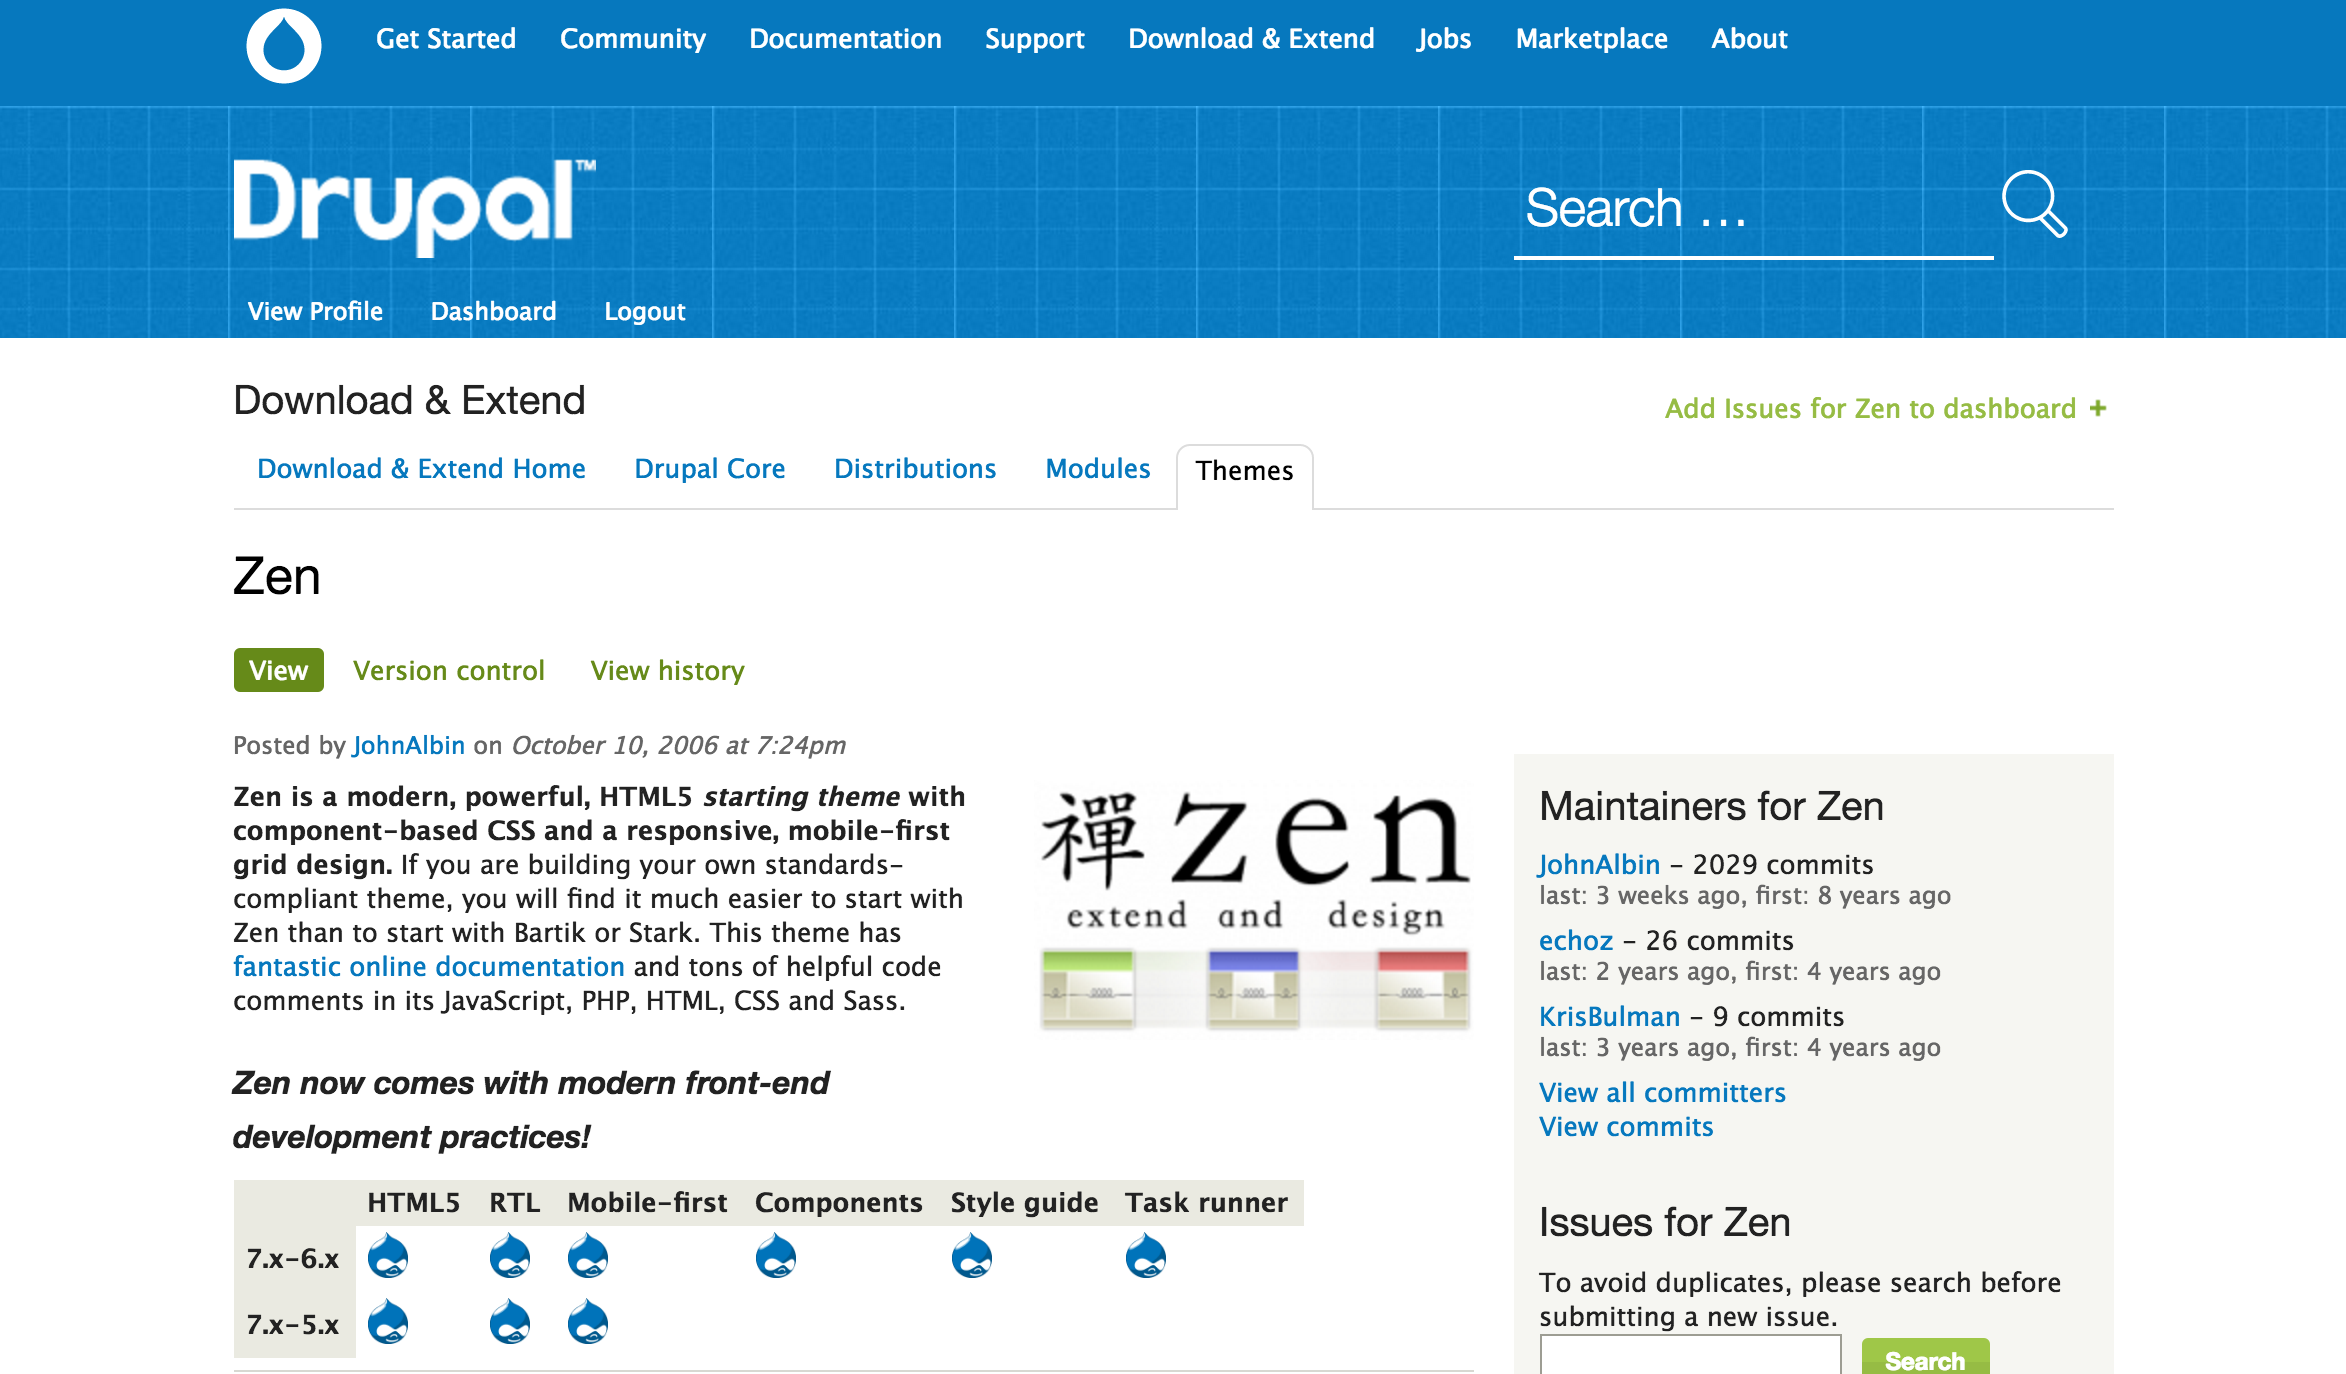 Get Started Community Documentation Support Download & Extend Jobs Marketplace About
Drupal™
Search …
View Profile Dashboard Logout
Download & Extend
Add Issues for Zen to dashboard +
Download & Extend Home Drupal Core Distributions Modules Themes
Zen
View Version control View history
Posted by JohnAlbin on October 10, 2006 at 7:24pm
Zen is a modern, powerful, HTML5 starting theme with
component-based CSS and a responsive, mobile-first
grid design. If you are building your own standards-
compliant theme, you will find it much easier to start with
Zen than to start with Bartik or Stark. This theme has
fantastic online documentation and tons of helpful code
comments in its JavaScript, PHP, HTML, CSS and Sass.
禪 zen
extend and design
Zen now comes with modern front-end
development practices!
HTML5 RTL Mobile-first Components Style guide Task runner
7.x-6.x
7.x-5.x
Maintainers for Zen
JohnAlbin – 2029 commits
last: 3 weeks ago, first: 8 years ago
echoz – 26 commits
last: 2 years ago, first: 4 years ago
KrisBulman – 9 commits
last: 3 years ago, first: 4 years ago
View all committers
View commits
Issues for Zen
To avoid duplicates, please search before
submitting a new issue.
Search